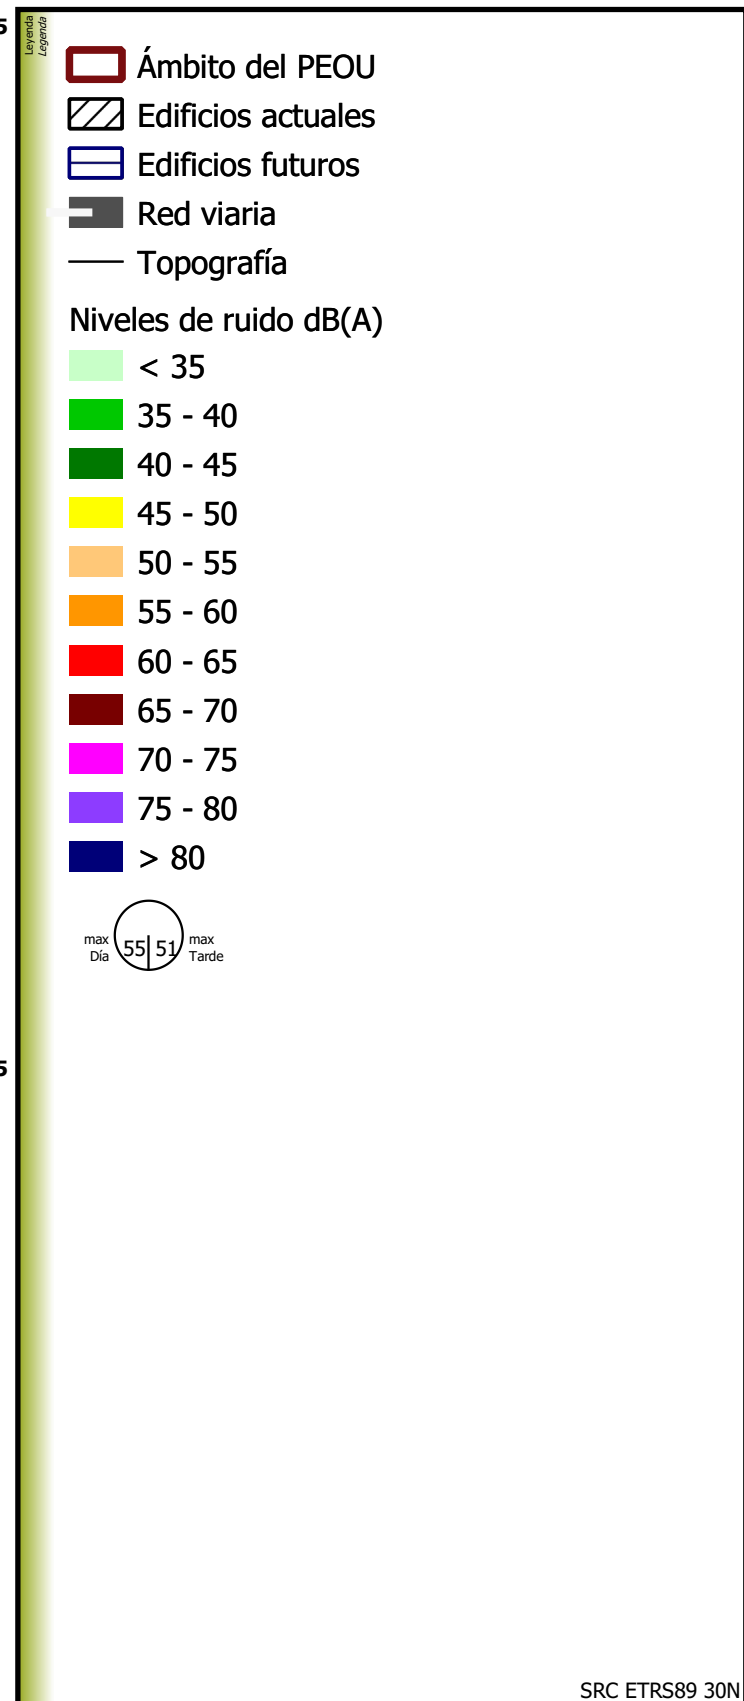 5
Leyenda
Legenda
Ámbito del PEOU
Edificios actuales
Edificios futuros
Red viaria
Topografía
Niveles de ruido dB(A)
< 35
35 - 40
40 - 45
45 - 50
50 - 55
55 - 60
60 - 65
65 - 70
70 - 75
75 - 80
> 80
max Día 55 51 max Tarde
5
SRC ETRS89 30N